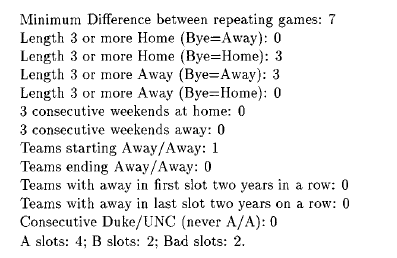 Minimum Difference between repeating games: 7
Length 3 or more Home (Bye=Away): 0
Length 3 or more Home (Bye=Home): 3
Length 3 or more Away (Bye=Away): 3
Length 3 or more Away (Bye=Home): 0
3 consecutive weekends at home: 0
3 consecutive weekends away: 0
Teams starting Away/Away: 1
Teams ending Away/Away: 0
Teams with away in first slot two years in a row: 0
Teams with away in last slot two years on a row: 0
Consecutive Duke/UNC (never A/A): 0
A slots: 4; B slots: 2; Bad slots: 2.